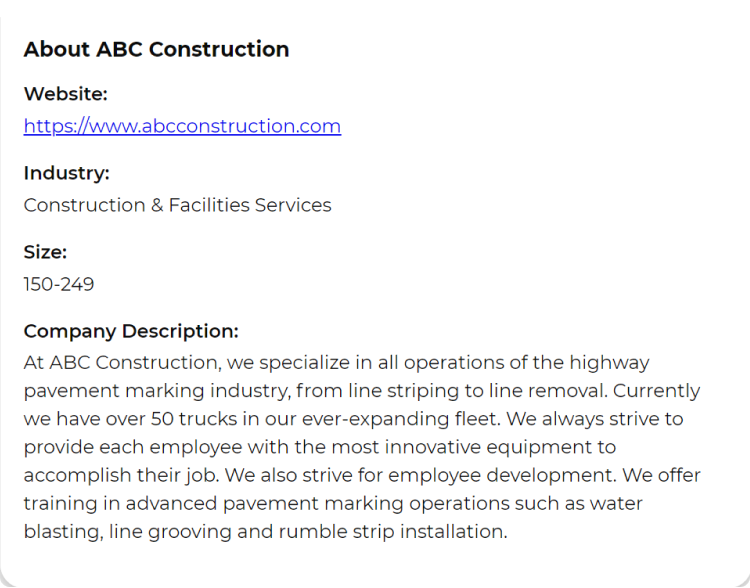 About ABC Construction
Website:
https://www.abcconstruction.com
Industry:
Construction & Facilities Services
Size:
150-249
Company Description:
At ABC Construction, we specialize in all operations of the highway
pavement marking industry, from line striping to line removal. Currently
we have over 50 trucks in our ever-expanding fleet. We always strive to
provide each employee with the most innovative equipment to
accomplish their job. We also strive for employee development. We offer
training in advanced pavement marking operations such as water
blasting, line grooving and rumble strip installation.